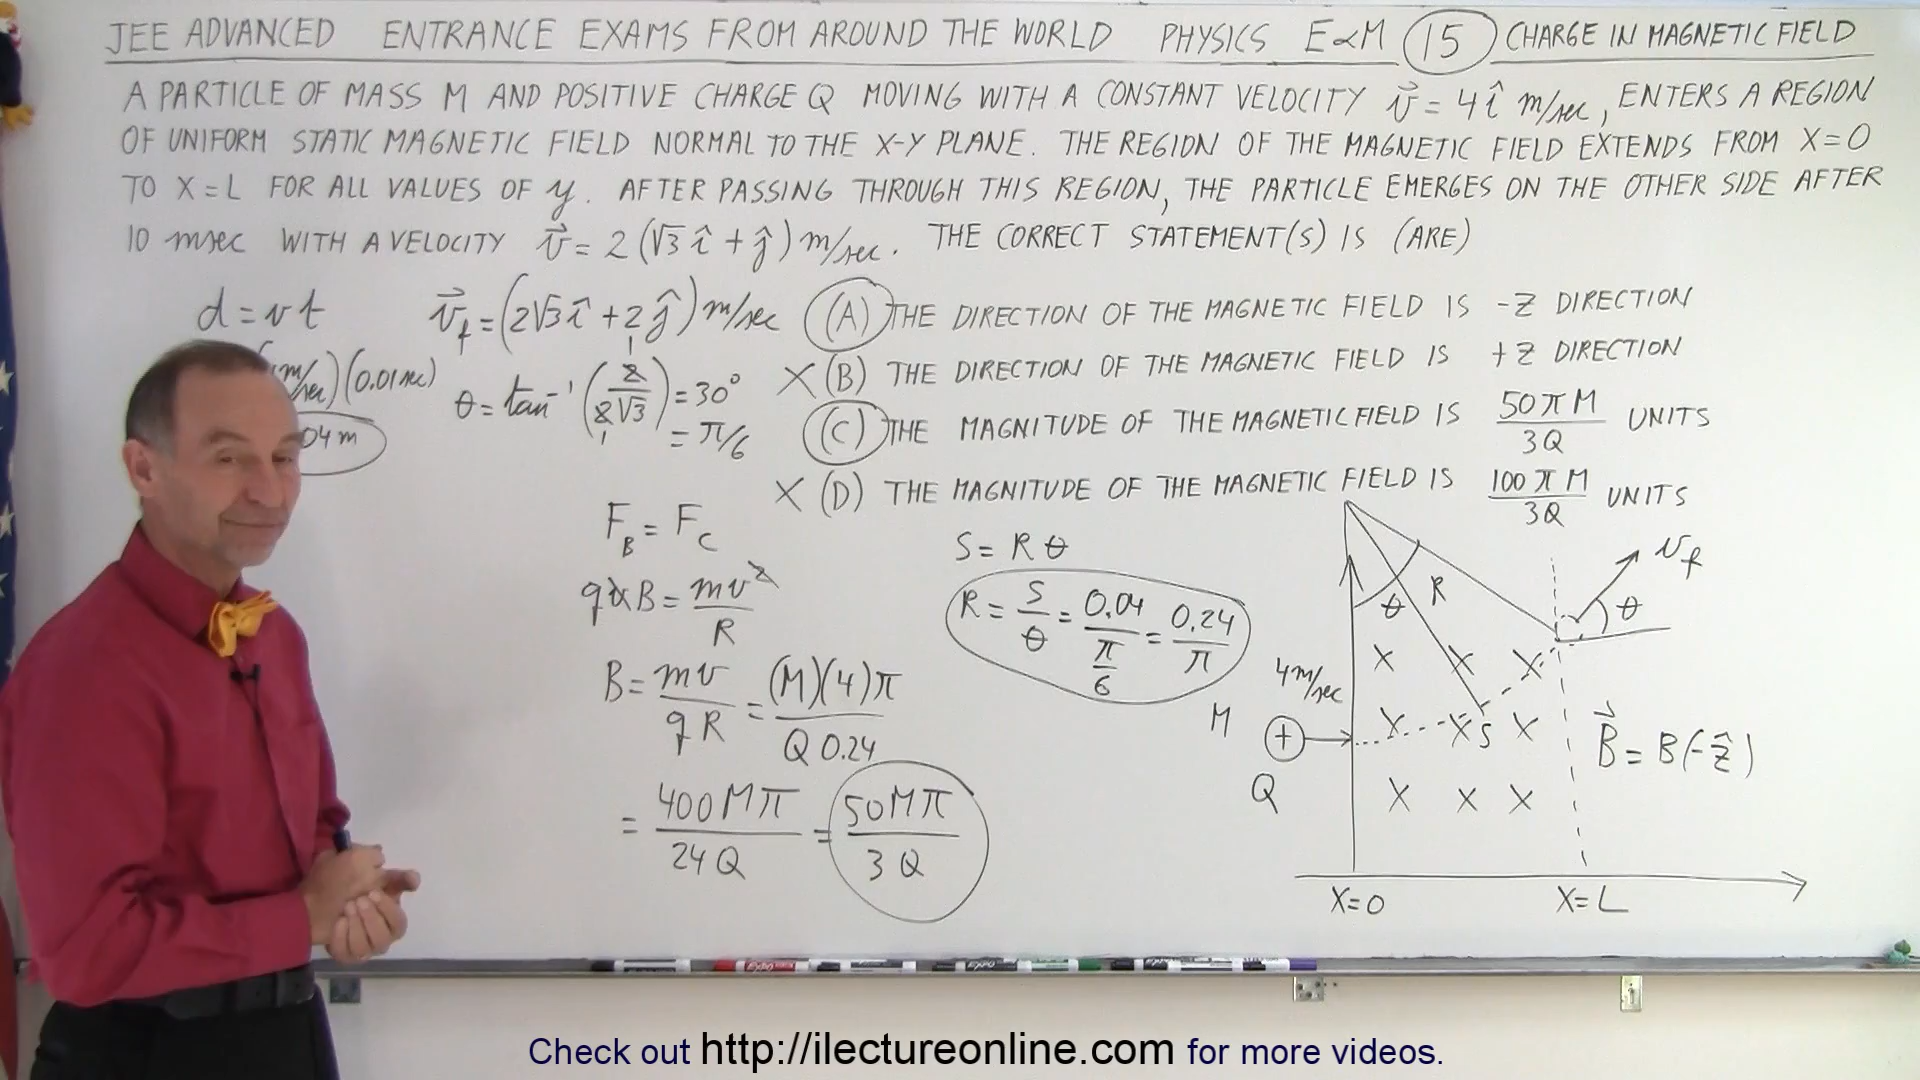 JEE ADVANCED ENTRANCE EXAMS FROM AROUND THE WORLD PHYSICS E∝M 15 CHARGE IN MAGNETIC FIELD
A PARTICLE OF MASS M AND POSITIVE CHARGE Q MOVING WITH A CONSTANT VELOCITY v⃗ = 4î m/sec, ENTERS A REGION
OF UNIFORM STATIC MAGNETIC FIELD NORMAL TO THE X-Y PLANE. THE REGION OF THE MAGNETIC FIELD EXTENDS FROM X=0
TO X=L FOR ALL VALUES OF y. AFTER PASSING THROUGH THIS REGION, THE PARTICLE EMERGES ON THE OTHER SIDE AFTER
10 msec WITH A VELOCITY v⃗ = 2(√3 î + ĵ) m/sec. THE CORRECT STATEMENT(S) IS (ARE)
(A) THE DIRECTION OF THE MAGNETIC FIELD IS -Z DIRECTION
X (B) THE DIRECTION OF THE MAGNETIC FIELD IS +Z DIRECTION
(C) THE MAGNITUDE OF THE MAGNETIC FIELD IS 50πM/3Q UNITS
X (D) THE MAGNITUDE OF THE MAGNETIC FIELD IS 100πM/3Q UNITS
d = vt
m/sec)(0.01 sec)
04 m
v⃗f = (2√3 î + 2 ĵ) m/sec
θ = tan⁻¹(2/2√3) = 30°
1
1
= π/6
F_B = F_C
qvB = mv²/R
B = mv/qR = (M)(4)π/Q 0.24
= 400Mπ/24Q = 50Mπ/3Q
S = Rθ
R = S/θ = 0.04/(π/6) = 0.24/π
θ R
vf
θ
X X X
4 m/sec
M
+
Q
X X S X
X X X
B⃗ = B(-ẑ)
X=0 X=L
Check out http://ilectureonline.com for more videos.